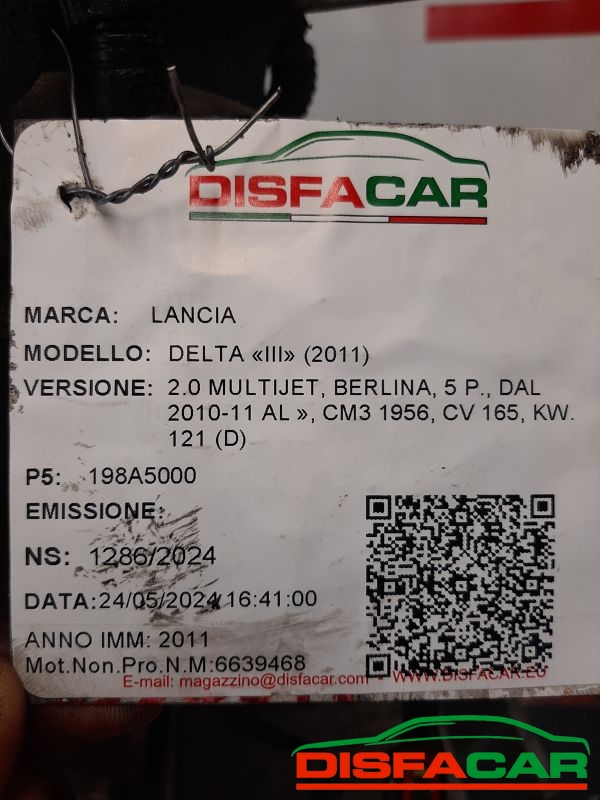 DISFACAR
MARCA: LANCIA
MODELLO: DELTA «III» (2011)
VERSIONE: 2.0 MULTIJET, BERLINA, 5 P., DAL
2010-11 AL », CM3 1956, CV 165, KW.
121 (D)
P5: 198A5000
EMISSIONE:
NS: 1286/2024
DATA:24/05/2024 16:41:00
ANNO IMM: 2011
Mot.Non.Pro.N.M:6639468
E-mail: magazzino@disfacar.com - WWW.DISFACAR.EU
DISFACAR